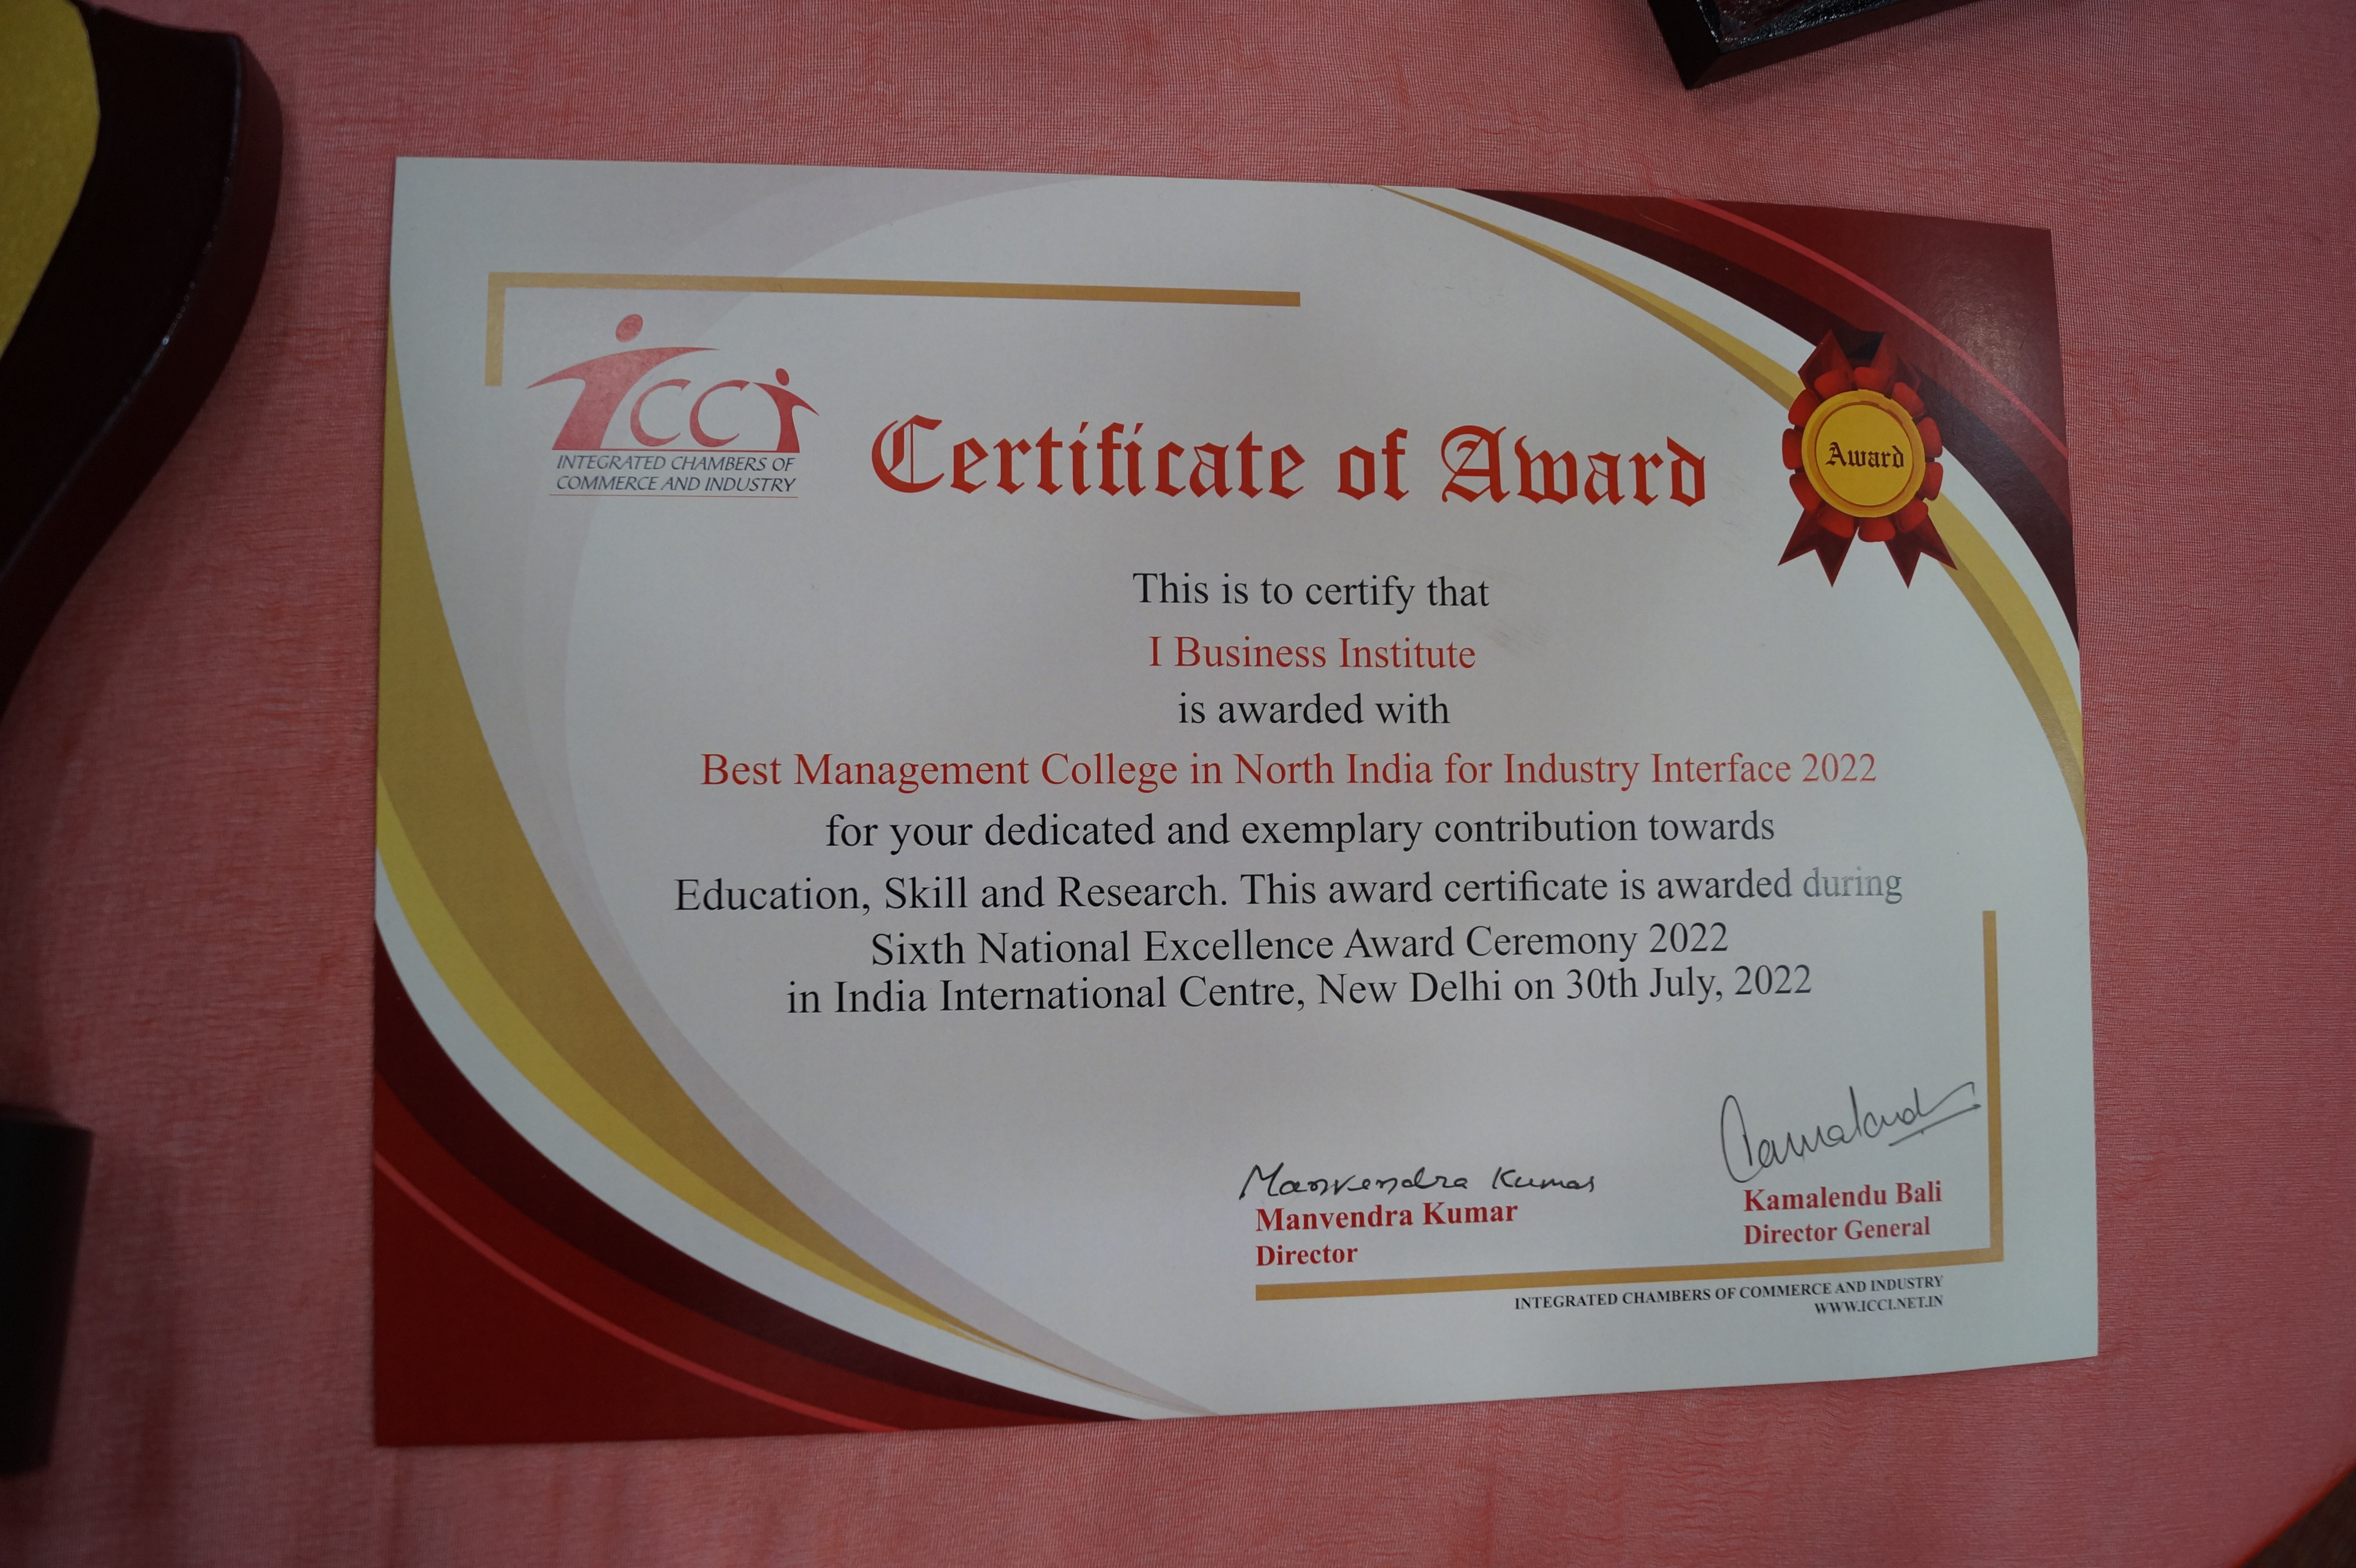 ICCI
INTEGRATED CHAMBERS OF
COMMERCE AND INDUSTRY
Certificate of Award
Award
This is to certify that
I Business Institute
is awarded with
Best Management College in North India for Industry Interface 2022
for your dedicated and exemplary contribution towards
Education, Skill and Research. This award certificate is awarded during
Sixth National Excellence Award Ceremony 2022
in India International Centre, New Delhi on 30th July, 2022
Manvendra Kumar
Manvendra Kumar
Director
Kamalendu
Kamalendu Bali
Director General
INTEGRATED CHAMBERS OF COMMERCE AND INDUSTRY
WWW.ICCI.NET.IN